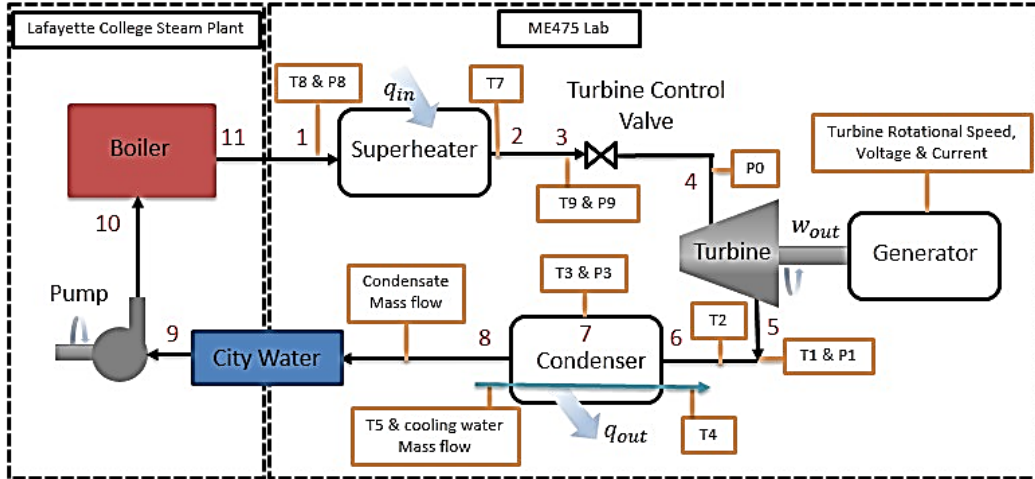 Lafayette College Steam Plant
ME475 Lab
T8 & P8
q_in
T7
Turbine Control
Valve
Boiler
11
1
Superheater
2
3
Turbine Rotational Speed,
Voltage & Current
T9 & P9
4
P0
10
Turbine
w_out
Generator
Pump
Condensate
Mass flow
T3 & P3
T2
5
9
City Water
8
7
Condenser
6
T1 & P1
T5 & cooling water
Mass flow
q_out
T4